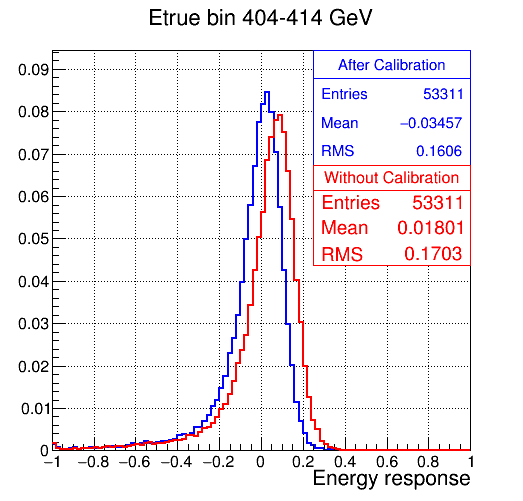 Etrue bin 404-414 GeV
0.09
0.08
0.07
0.06
0.05
0.04
0.03
0.02
0.01
0
After Calibration
Entries 53311
Mean −0.03457
RMS 0.1606
Without Calibration
Entries 53311
Mean 0.01801
RMS 0.1703
−1 −0.8 −0.6 −0.4 −0.2 0 0.2 0.4 0.6 0.8 1
Energy response